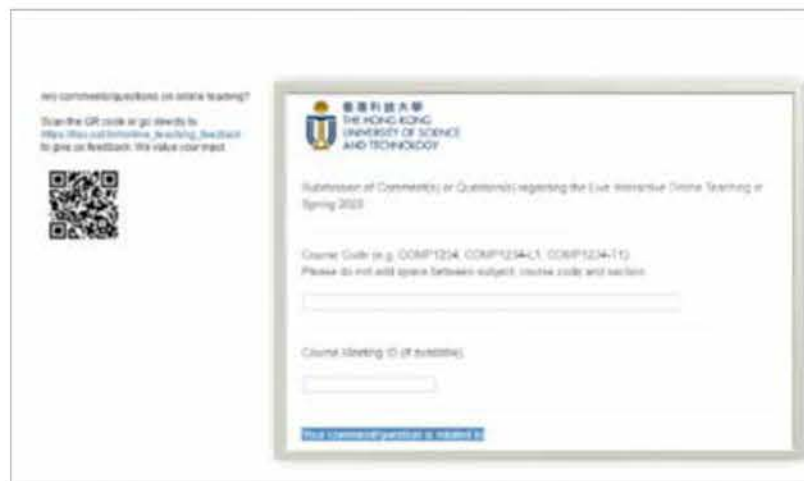 Any comments/questions on online teaching?
Scan the QR code or go directly to
to give us feedback. We value your input.
香港科技大學
THE HONG KONG
UNIVERSITY OF SCIENCE
AND TECHNOLOGY
Submission of Comment(s) or Question(s) regarding the Live Interactive Online Teaching in
Spring
Course Code (e.g. COMP1234, COMP1234-L1, COMP1234-T1)
Please do not add space between subject, course code and section.
Course Meeting ID (if available)
Your comment/question is related to